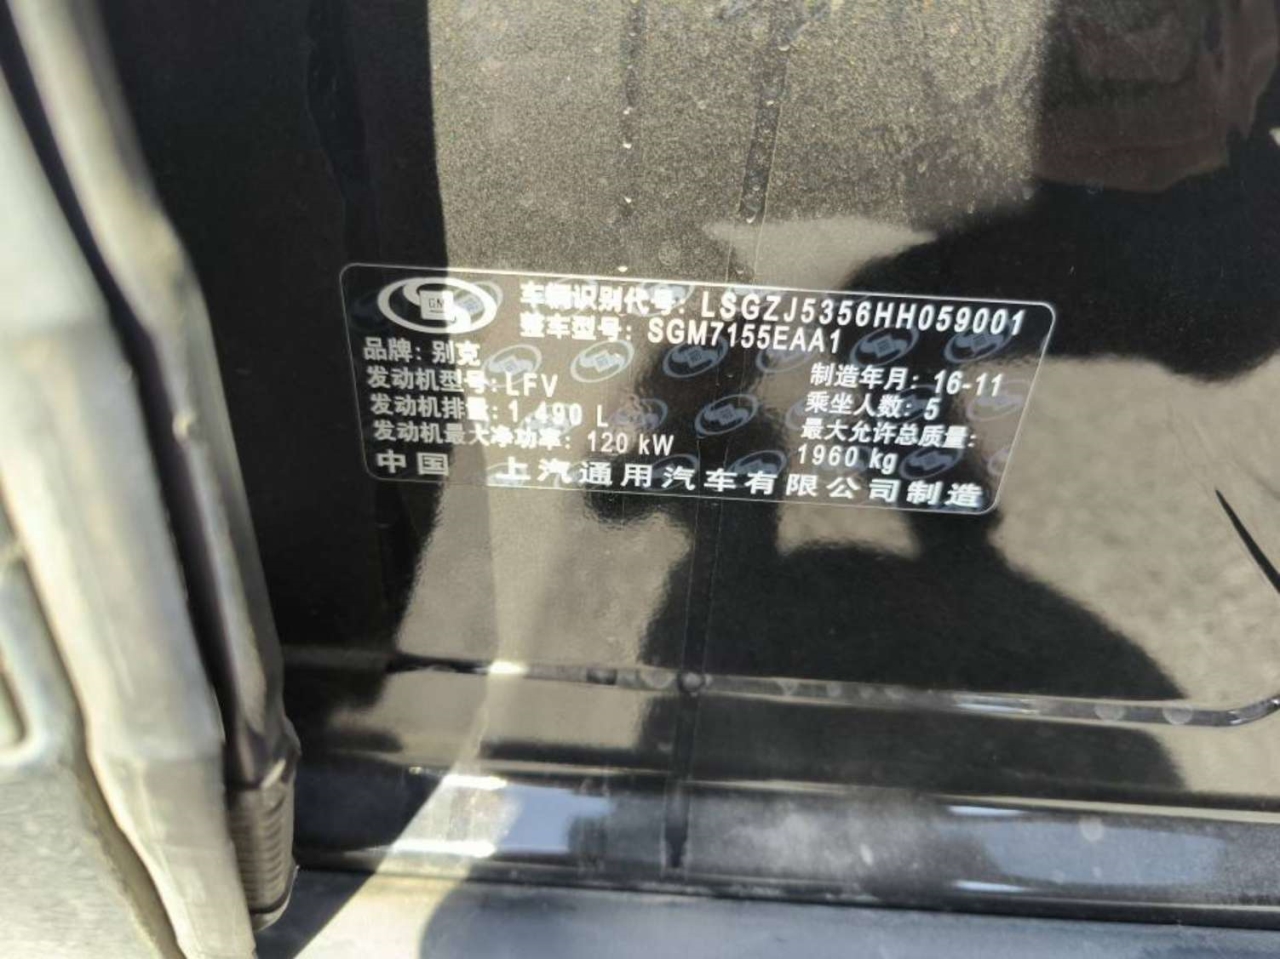 GM
车辆识别代号: LSGZJ5356HH059001
整车型号: SGM7155EAA1
品牌: 别克
发动机型号: LFV
制造年月: 16-11
发动机排量: 1.490 L
乘坐人数: 5
发动机最大净功率: 120 kW
最大允许总质量:
1960 kg
中国 上汽通用汽车有限公司制造